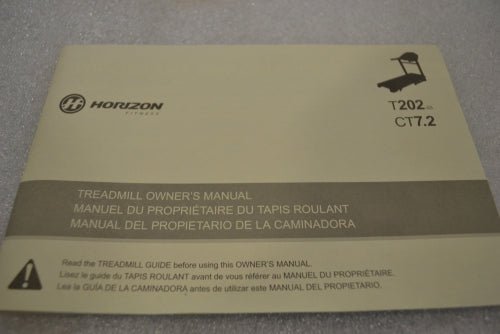 HORIZON
FITNESS
T202
CT7.2
TREADMILL OWNER'S MANUAL
MANUEL DU PROPRIÉTAIRE DU TAPIS ROULANT
MANUAL DEL PROPIETARIO DE LA CAMINADORA
Read the TREADMILL GUIDE before using this OWNER'S MANUAL.
Lisez le guide du TAPIS ROULANT avant de vous référer au MANUEL DU PROPRIÉTAIRE.
Lea la GUÍA DE LA CAMINADORA antes de utilizar este MANUAL DEL PROPIETARIO.